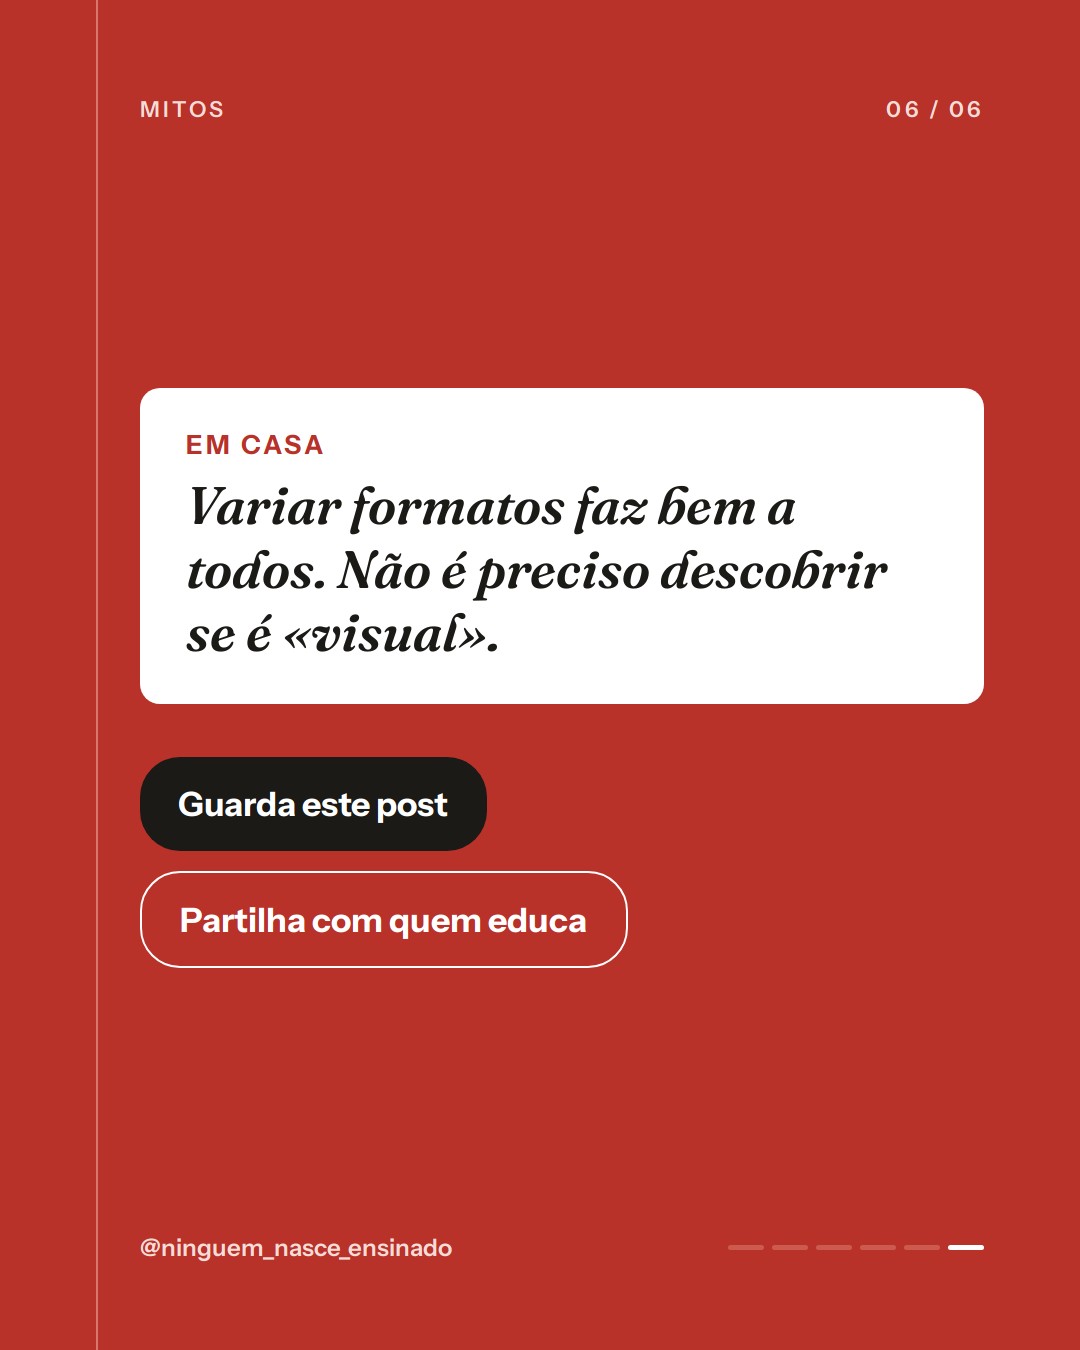 MITOS
06 / 06
EM CASA
Variar formatos faz bem a
todos. Não é preciso descobrir
se é «visual».
Guarda este post
Partilha com quem educa
@ninguem_nasce_ensinado